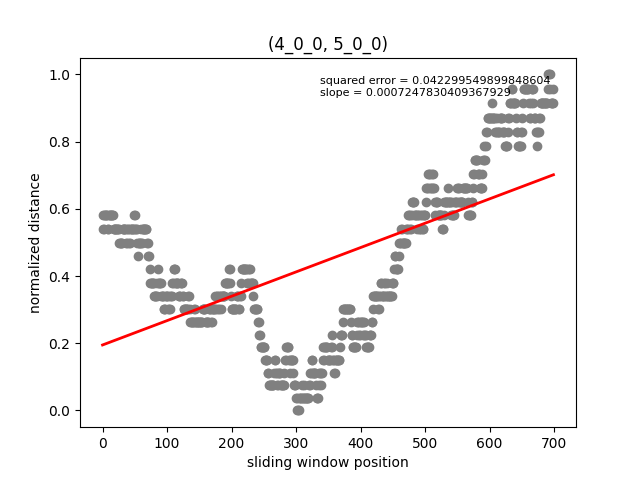 (4_0_0, 5_0_0)
squared error = 0.042299549899848604
slope = 0.0007247830409367929
normalized distance
1.0
0.8
0.6
0.4
0.2
0.0
0 100 200 300 400 500 600 700
sliding window position